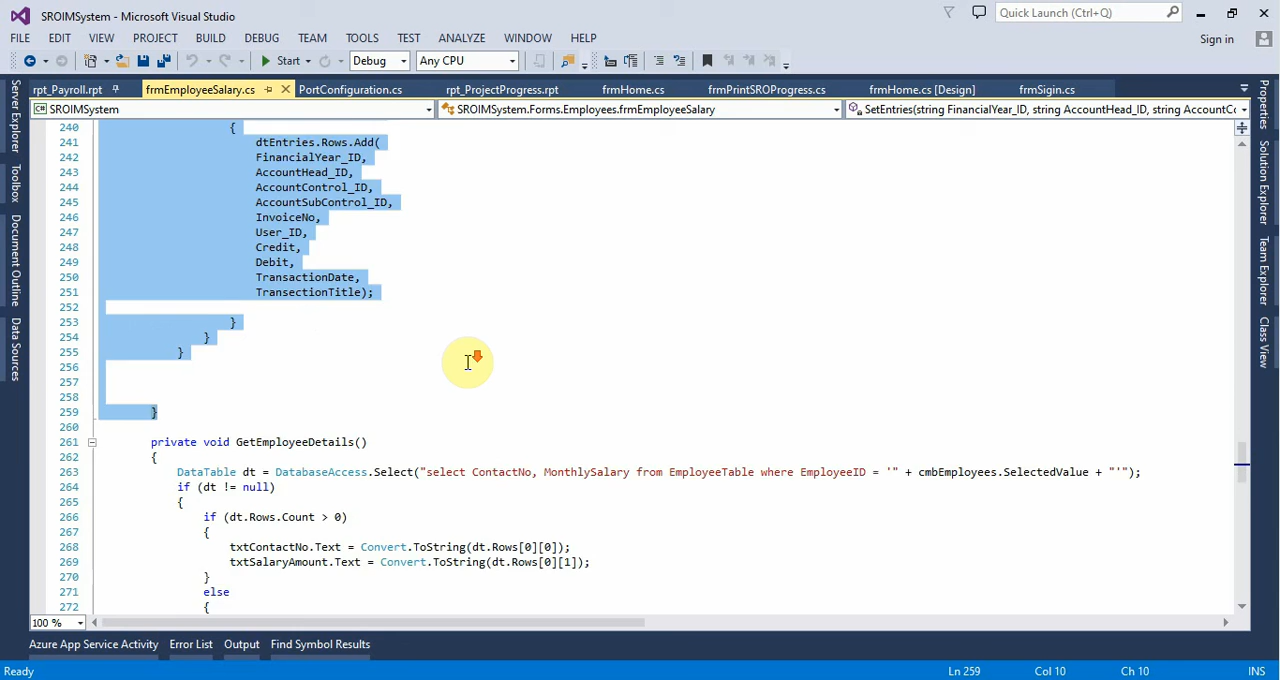 SROIMSystem - Microsoft Visual Studio
Quick Launch (Ctrl+Q)
FILE EDIT VIEW PROJECT BUILD DEBUG TEAM TOOLS TEST ANALYZE WINDOW HELP
Sign in
Start Debug Any CPU
rpt_Payroll.rpt frmEmployeeSalary.cs PortConfiguration.cs rpt_ProjectProgress.rpt frmHome.cs frmPrintSROProgress.cs frmHome.cs [Design] frmSigin.cs
SROIMSystem SROIMSystem.Forms.Employees.frmEmployeeSalary SetEntries(string FinancialYear_ID, string AccountHead_ID, string AccountCo
Server Explorer
Toolbox
Document Outline
Data Sources
240 {
241 dtEntries.Rows.Add(
242 FinancialYear_ID,
243 AccountHead_ID,
244 AccountControl_ID,
245 AccountSubControl_ID,
246 InvoiceNo,
247 User_ID,
248 Credit,
249 Debit,
250 TransactionDate,
251 TransectionTitle);
252
253 }
254 }
255 }
256
257
258
259 }
260
261 private void GetEmployeeDetails()
262 {
263 DataTable dt = DatabaseAccess.Select("select ContactNo, MonthlySalary from EmployeeTable where EmployeeID = '" + cmbEmployees.SelectedValue + "'");
264 if (dt != null)
265 {
266 if (dt.Rows.Count > 0)
267 {
268 txtContactNo.Text = Convert.ToString(dt.Rows[0][0]);
269 txtSalaryAmount.Text = Convert.ToString(dt.Rows[0][1]);
270 }
271 else
272 {
Properties
Solution Explorer
Team Explorer
Class View
100 %
Azure App Service Activity Error List Output Find Symbol Results
Ready Ln 259 Col 10 Ch 10 INS